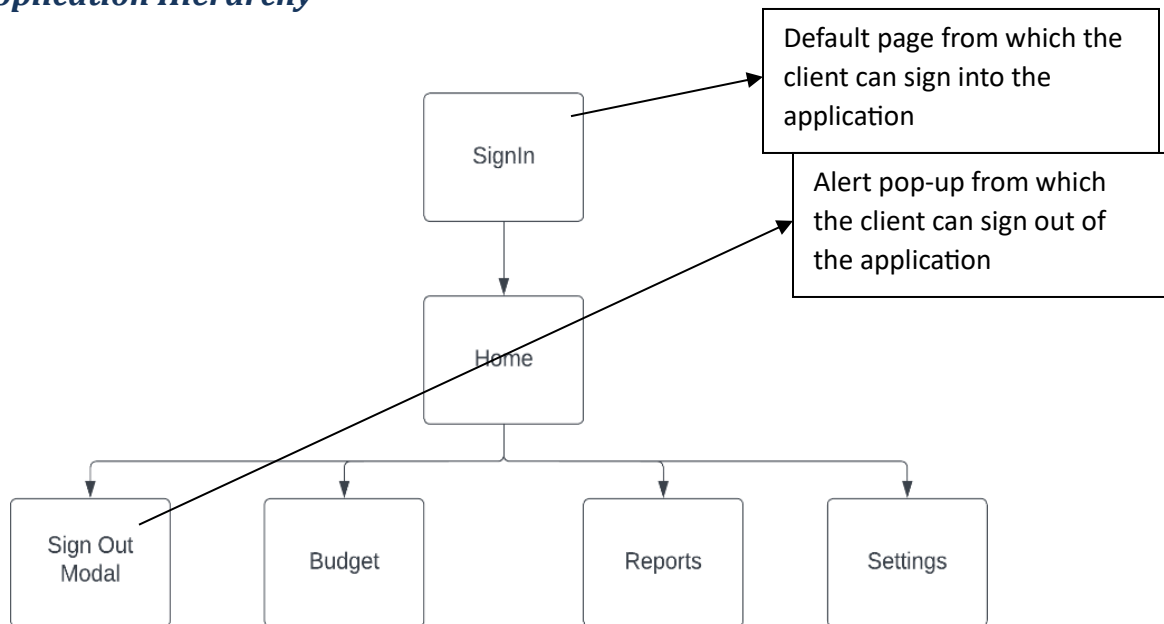 Application Hierarchy
Default page from which the
client can sign into the
application
SignIn
Alert pop-up from which
the client can sign out of
the application
Home
Sign Out
Modal
Budget
Reports
Settings